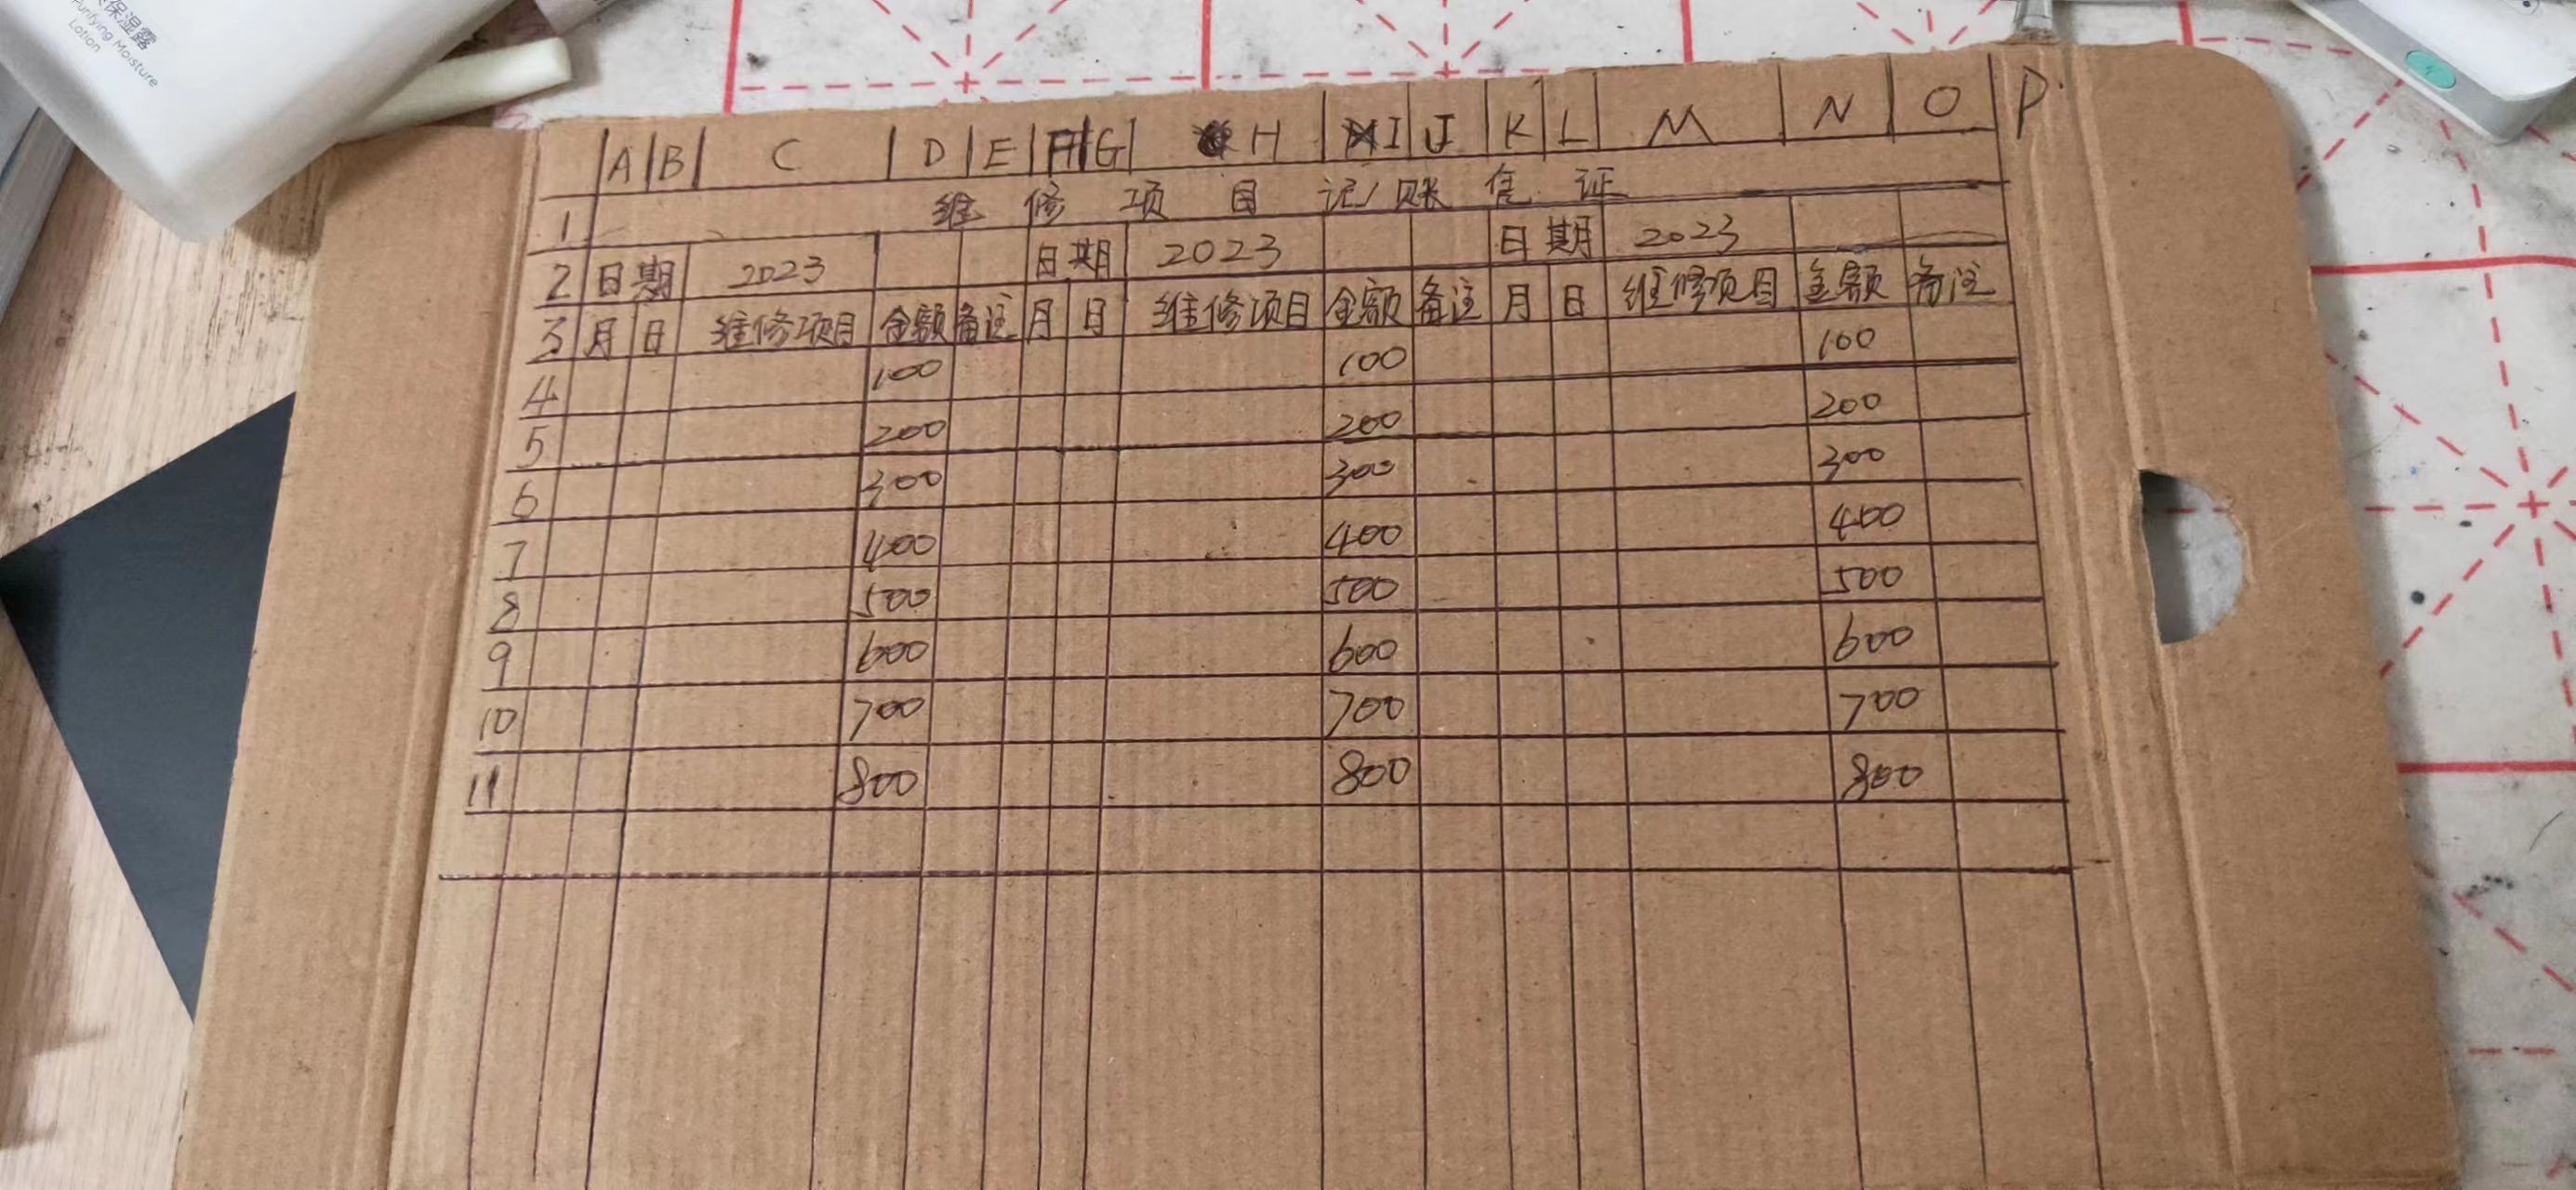 保湿露
Purifying Moisture
Lotion
A B C D E F G H I J K L M N O P
1 维修项目记账凭证
2 日期 2023 日期 2023 日期 2023
3 月 日 维修项目 金额 备注 月 日 维修项目 金额 备注 月 日 维修项目 金额 备注
4 100 100 100
5 200 200 200
6 300 300 300
7 400 400 400
8 500 500 500
9 600 600 600
10 700 700 700
11 800 800 800